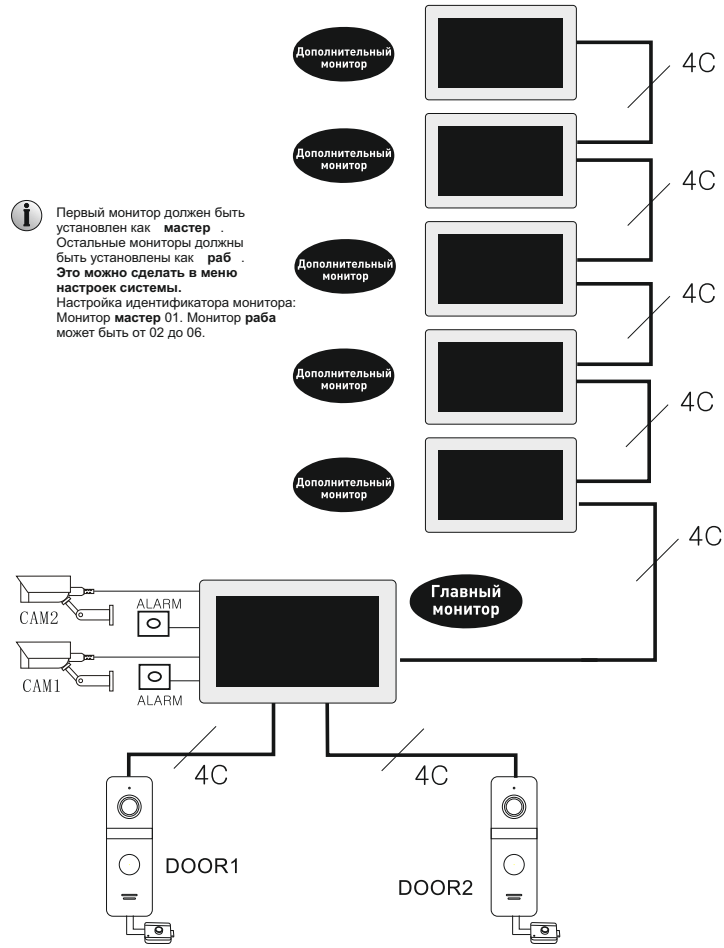 Дополнительный
монитор
4C
Дополнительный
монитор
4C
Первый монитор должен быть
установлен как мастер .
Остальные мониторы должны
быть установлены как раб .
Это можно сделать в меню
настроек системы.
Настройка идентификатора монитора:
Монитор мастер 01. Монитор раба
может быть от 02 до 06.
Дополнительный
монитор
4C
Дополнительный
монитор
4C
Дополнительный
монитор
4C
Главный
монитор
CAM2
ALARM
CAM1
ALARM
4C
4C
DOOR1
DOOR2